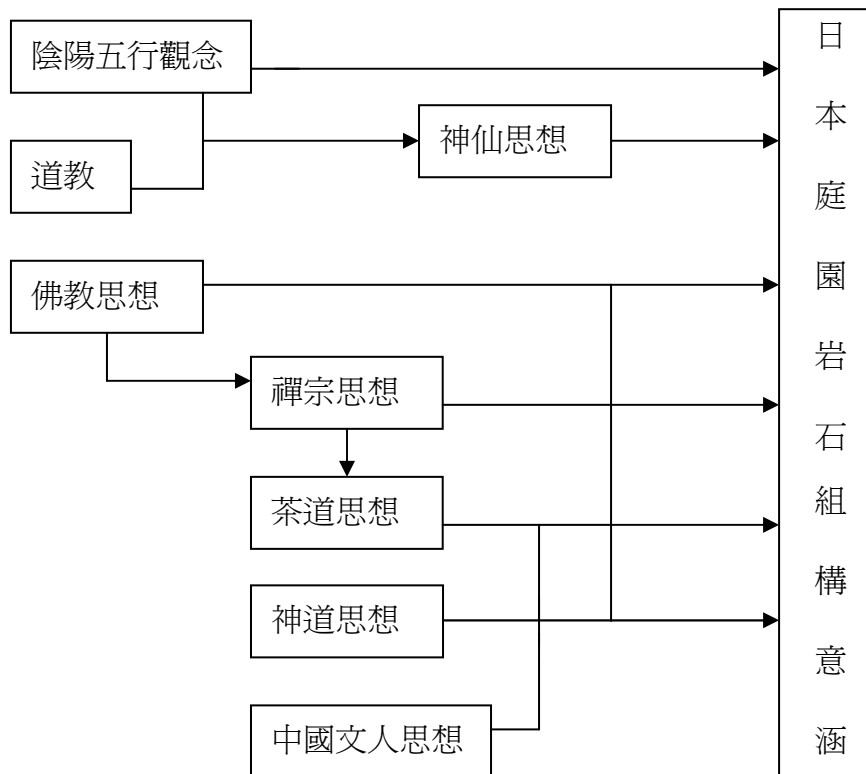 陰陽五行觀念
道教
神仙思想
佛教思想
禪宗思想
茶道思想
神道思想
中國文人思想
日本庭園岩石組構意涵